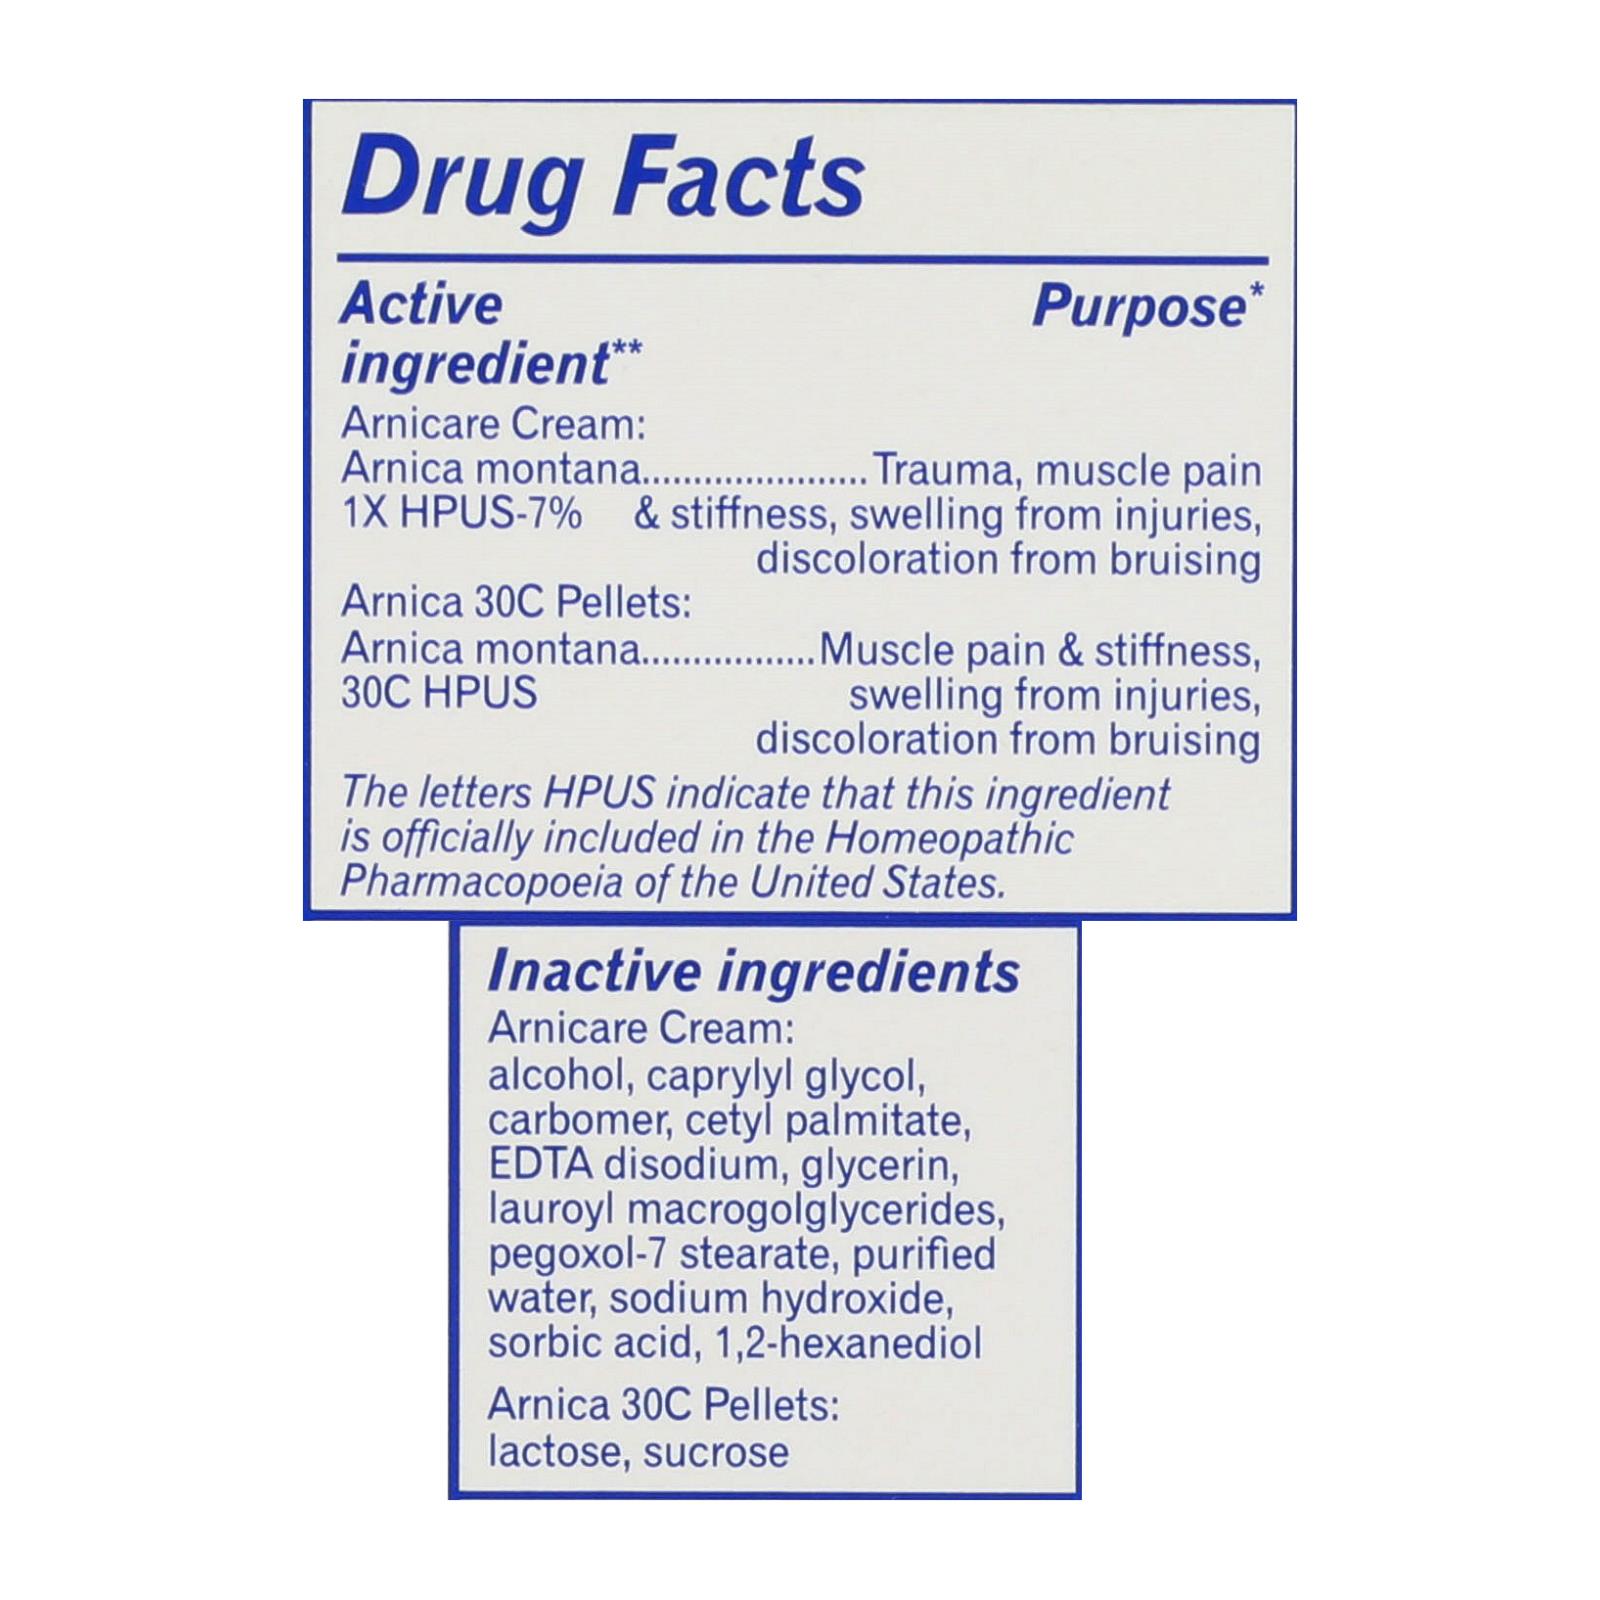 Drug Facts
Active Purpose*
ingredient**
Arnicare Cream:
Arnica montana......................Trauma, muscle pain
1X HPUS-7% & stiffness, swelling from injuries,
discoloration from bruising
Arnica 30C Pellets:
Arnica montana.................Muscle pain & stiffness,
30C HPUS swelling from injuries,
discoloration from bruising
The letters HPUS indicate that this ingredient
is officially included in the Homeopathic
Pharmacopoeia of the United States.
Inactive ingredients
Arnicare Cream:
alcohol, caprylyl glycol,
carbomer, cetyl palmitate,
EDTA disodium, glycerin,
lauroyl macrogolglycerides,
pegoxol-7 stearate, purified
water, sodium hydroxide,
sorbic acid, 1,2-hexanediol
Arnica 30C Pellets:
lactose, sucrose